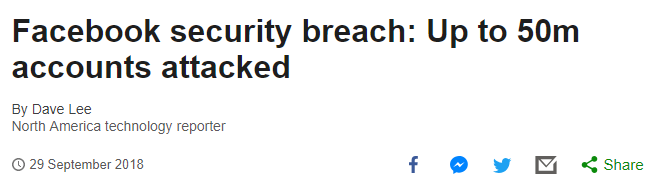 Facebook security breach: Up to 50m
accounts attacked
By Dave Lee
North America technology reporter
29 September 2018
Share